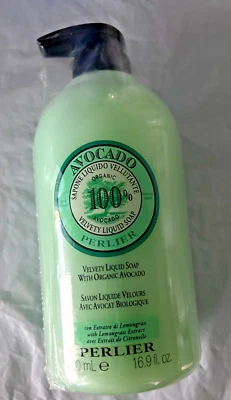 AVOCADO
SAPONE LIQUIDO VELLUTANTE
ORGANIC
100%
AVOCADO
VELVETY LIQUID SOAP
PERLIER
VELVETY LIQUID SOAP
WITH ORGANIC AVOCADO
SAVON LIQUIDE VELOURS
AVEC AVOCAT BIOLOGIQUE
con Estratto di Lemongrass
with Lemongrass Extract
avec Extrait de Citronnelle
PERLIER
0 mL e 16.9 fl. oz.